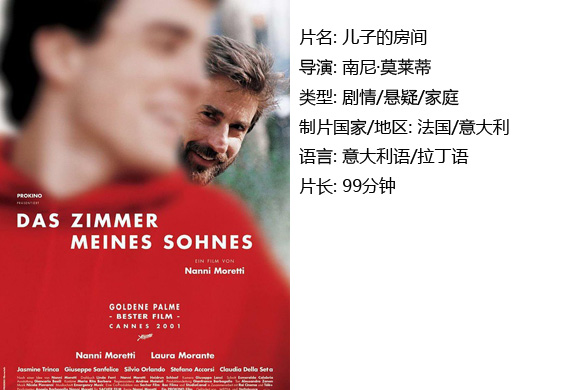 PROKINO
PRÄSENTIERT
DAS ZIMMER
MEINES SOHNES
EIN FILM VON
Nanni Moretti
GOLDENE PALME
- BESTER FILM -
CANNES 2001
Nanni Moretti Laura Morante
Jasmine Trinca Giuseppe Sanfelice Silvio Orlando Stefano Accorsi Claudia Della Seta
片名: 儿子的房间
导演: 南尼·莫莱蒂
类型: 剧情/悬疑/家庭
制片国家/地区: 法国/意大利
语言: 意大利语/拉丁语
片长: 99分钟